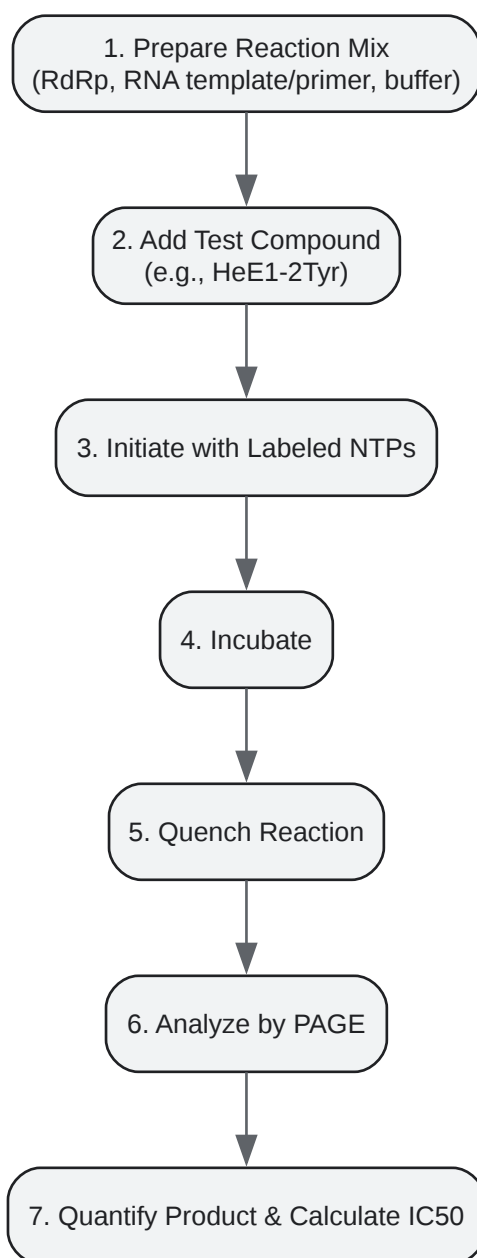 1. Prepare Reaction Mix
(RdRp, RNA template/primer, buffer)
2. Add Test Compound
(e.g., HeE1-2Tyr)
3. Initiate with Labeled NTPs
4. Incubate
5. Quench Reaction
6. Analyze by PAGE
7. Quantify Product & Calculate IC50